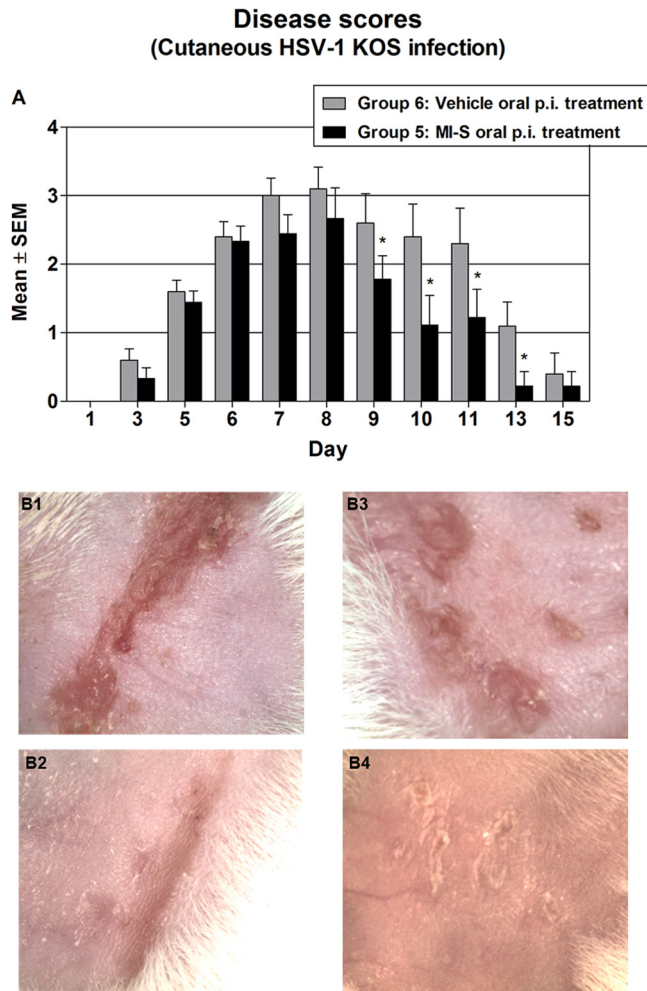 Disease scores
(Cutaneous HSV-1 KOS infection)
A
Group 6: Vehicle oral p.i. treatment
Group 5: MI-S oral p.i. treatment
4
3
2
1
0
Mean ± SEM
* * * *
1 3 5 6 7 8 9 10 11 13 15
Day
B1
B3
B2
B4